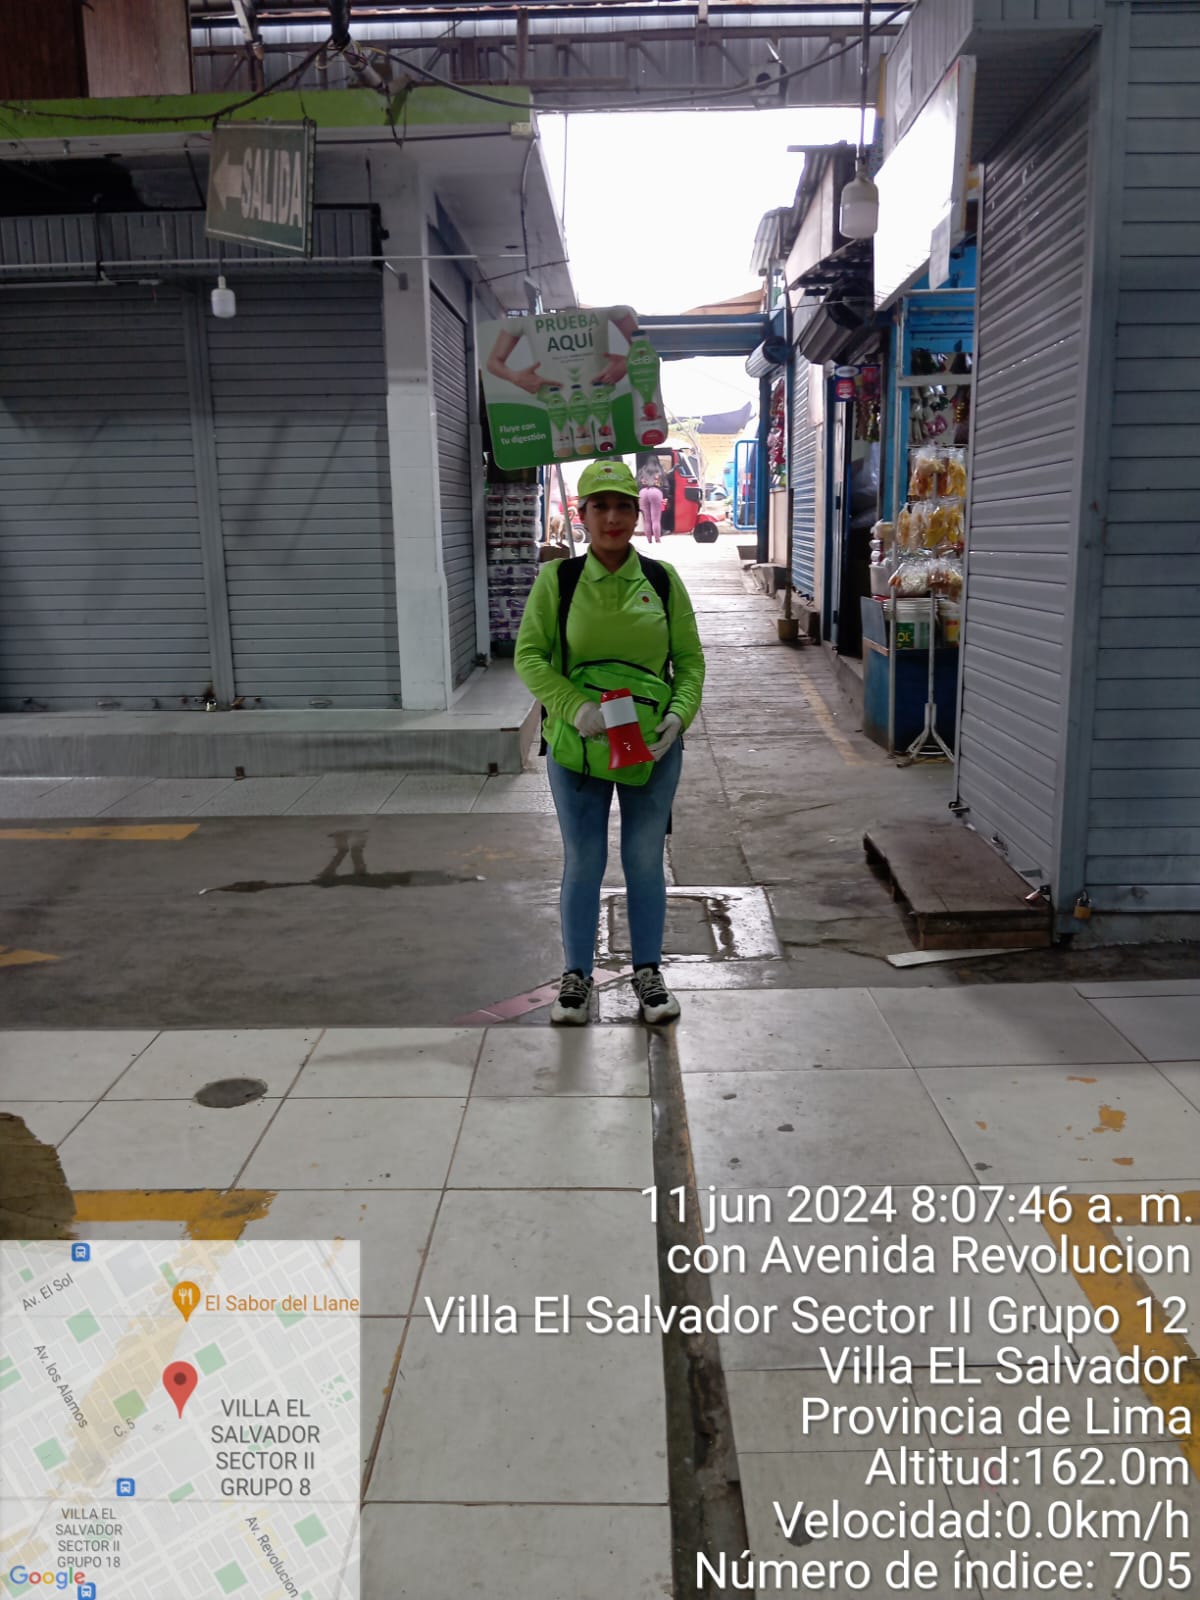 SALIDA
PRUEBA
AQUÍ
Fluye con
tu digestión
11 jun 2024 8:07:46 a. m.
con Avenida Revolucion
Villa El Salvador Sector II Grupo 12
Villa EL Salvador
Provincia de Lima
Altitud:162.0m
Velocidad:0.0km/h
Número de índice: 705
Av. El Sol
El Sabor del Llane
Av. los Alamos
C. 5
VILLA EL
SALVADOR
SECTOR II
GRUPO 8
VILLA EL
SALVADOR
SECTOR II
GRUPO 18
Av. Revolucion
Google